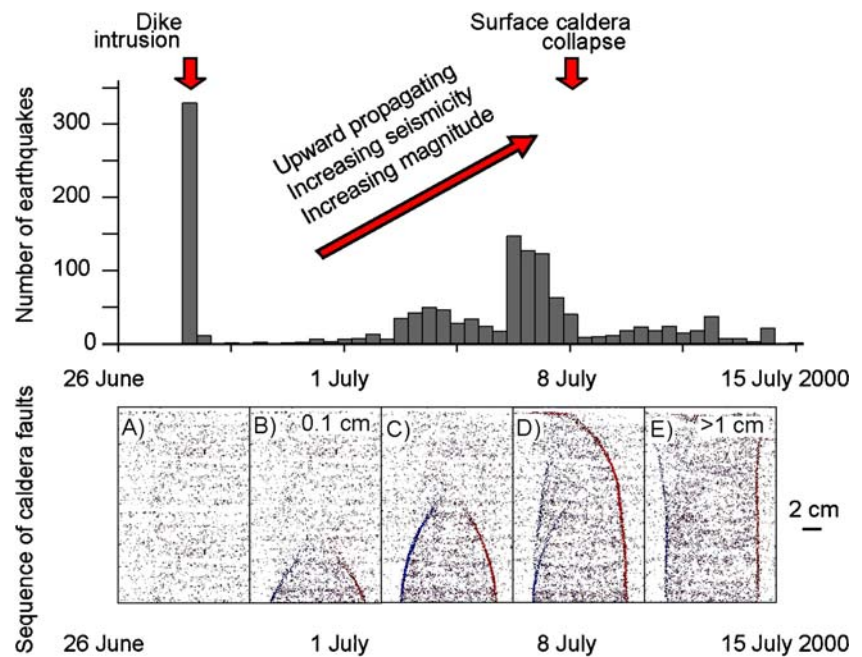 Dike
intrusion
Surface caldera
collapse
Upward propagating
Increasing seismicity
Increasing magnitude
Number of earthquakes
300
200
100
0
26 June
1 July
8 July
15 July 2000
Sequence of caldera faults
A)
B) 0.1 cm
C)
D)
E) >1 cm
2 cm
26 June
1 July
8 July
15 July 2000